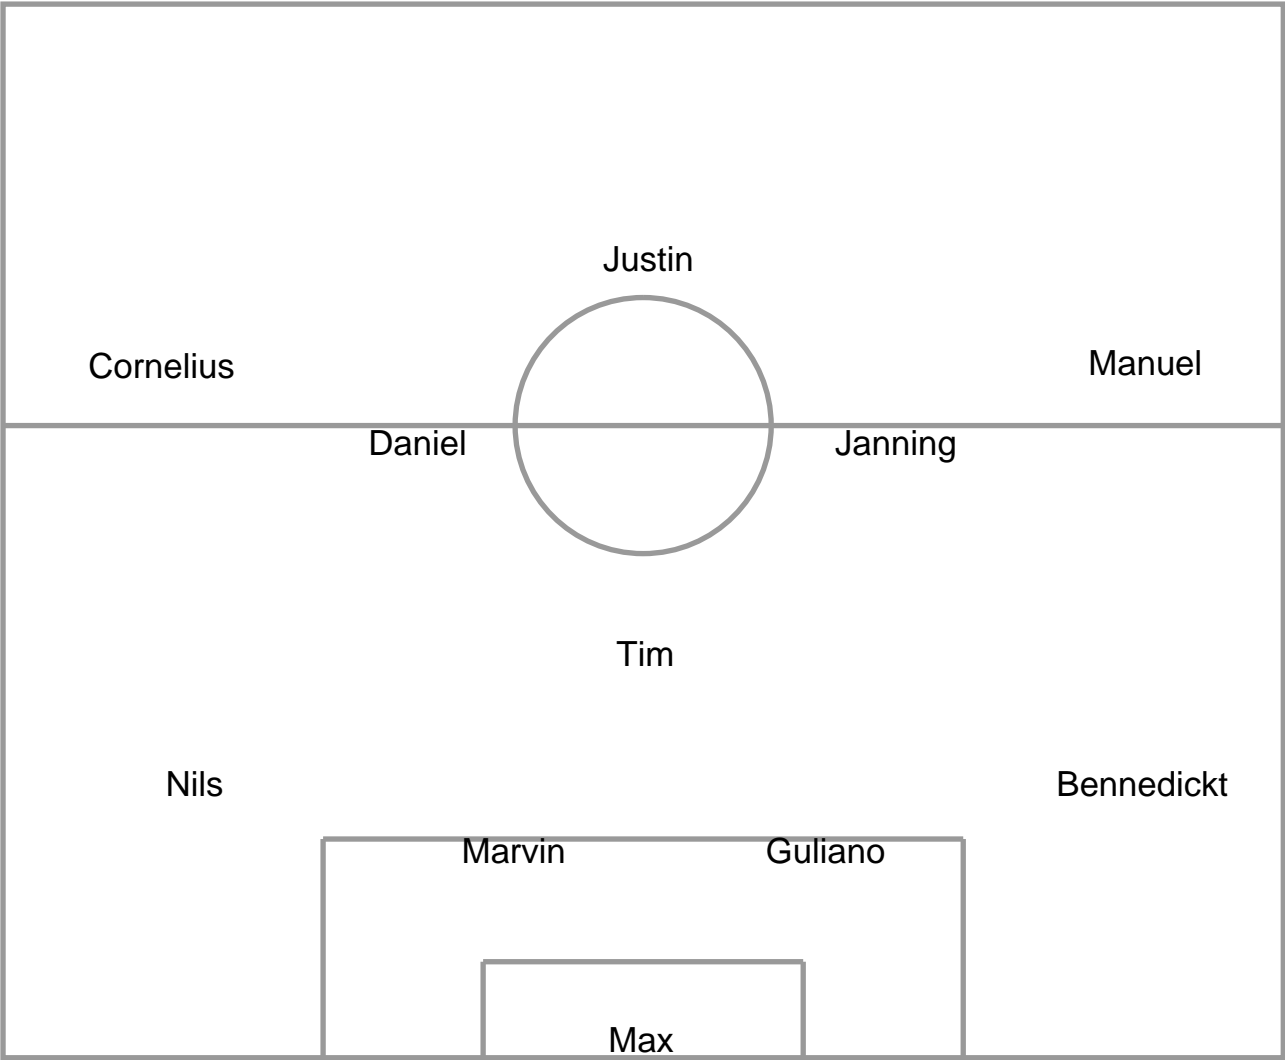 Justin
Cornelius
Manuel
Daniel
Janning
Tim
Nils
Bennedickt
Marvin
Guliano
Max